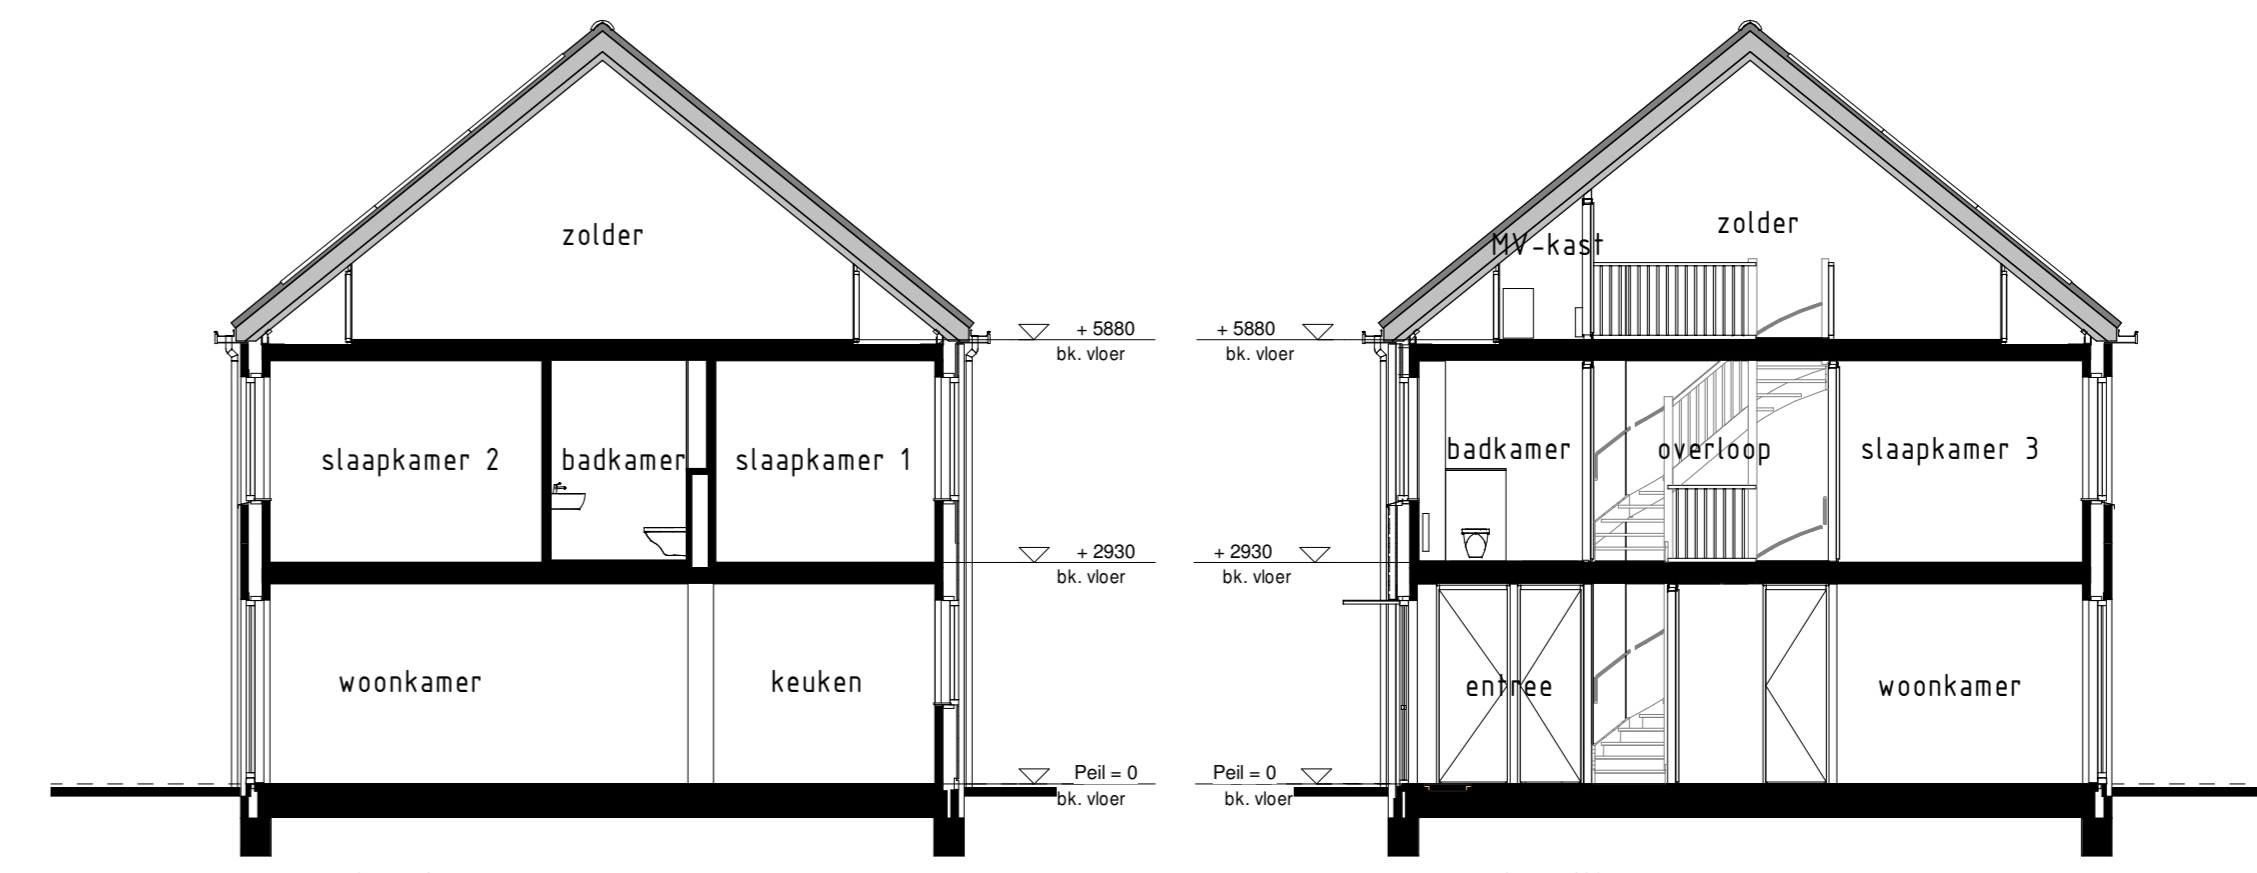 zolder
+ 5880
bk. vloer
slaapkamer 2
badkamer
slaapkamer 1
+ 2930
bk. vloer
woonkamer
keuken
Peil = 0
bk. vloer
zolder
MV-kast
+ 5880
bk. vloer
badkamer
overloop
slaapkamer 3
+ 2930
bk. vloer
entree
woonkamer
Peil = 0
bk. vloer